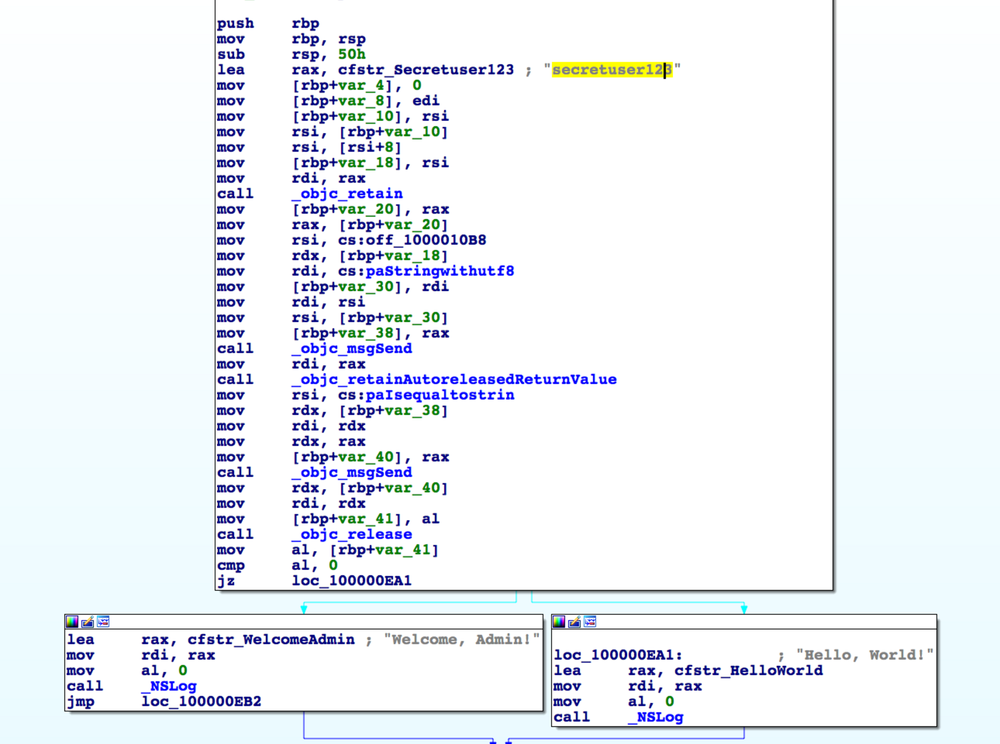 push rbp
mov rbp, rsp
sub rsp, 50h
lea rax, cfstr_Secretuser123 ; "secretuser123"
mov [rbp+var_4], 0
mov [rbp+var_8], edi
mov [rbp+var_10], rsi
mov rsi, [rbp+var_10]
mov rsi, [rsi+8]
mov [rbp+var_18], rsi
mov rdi, rax
call _objc_retain
mov [rbp+var_20], rax
mov rax, [rbp+var_20]
mov rsi, cs:off_1000010B8
mov rdx, [rbp+var_18]
mov rdi, cs:paStringwithutf8
mov [rbp+var_30], rdi
mov rdi, rsi
mov rsi, [rbp+var_30]
mov [rbp+var_38], rax
call _objc_msgSend
mov rdi, rax
call _objc_retainAutoreleasedReturnValue
mov rsi, cs:paIsequaltostrin
mov rdx, [rbp+var_38]
mov rdi, rdx
mov rdx, rax
mov [rbp+var_40], rax
call _objc_msgSend
mov rdx, [rbp+var_40]
mov rdi, rdx
mov [rbp+var_41], al
call _objc_release
mov al, [rbp+var_41]
cmp al, 0
jz loc_100000EA1
lea rax, cfstr_WelcomeAdmin ; "Welcome, Admin!"
mov rdi, rax
mov al, 0
call _NSLog
jmp loc_100000EB2
loc_100000EA1: ; "Hello, World!"
lea rax, cfstr_HelloWorld
mov rdi, rax
mov al, 0
call _NSLog